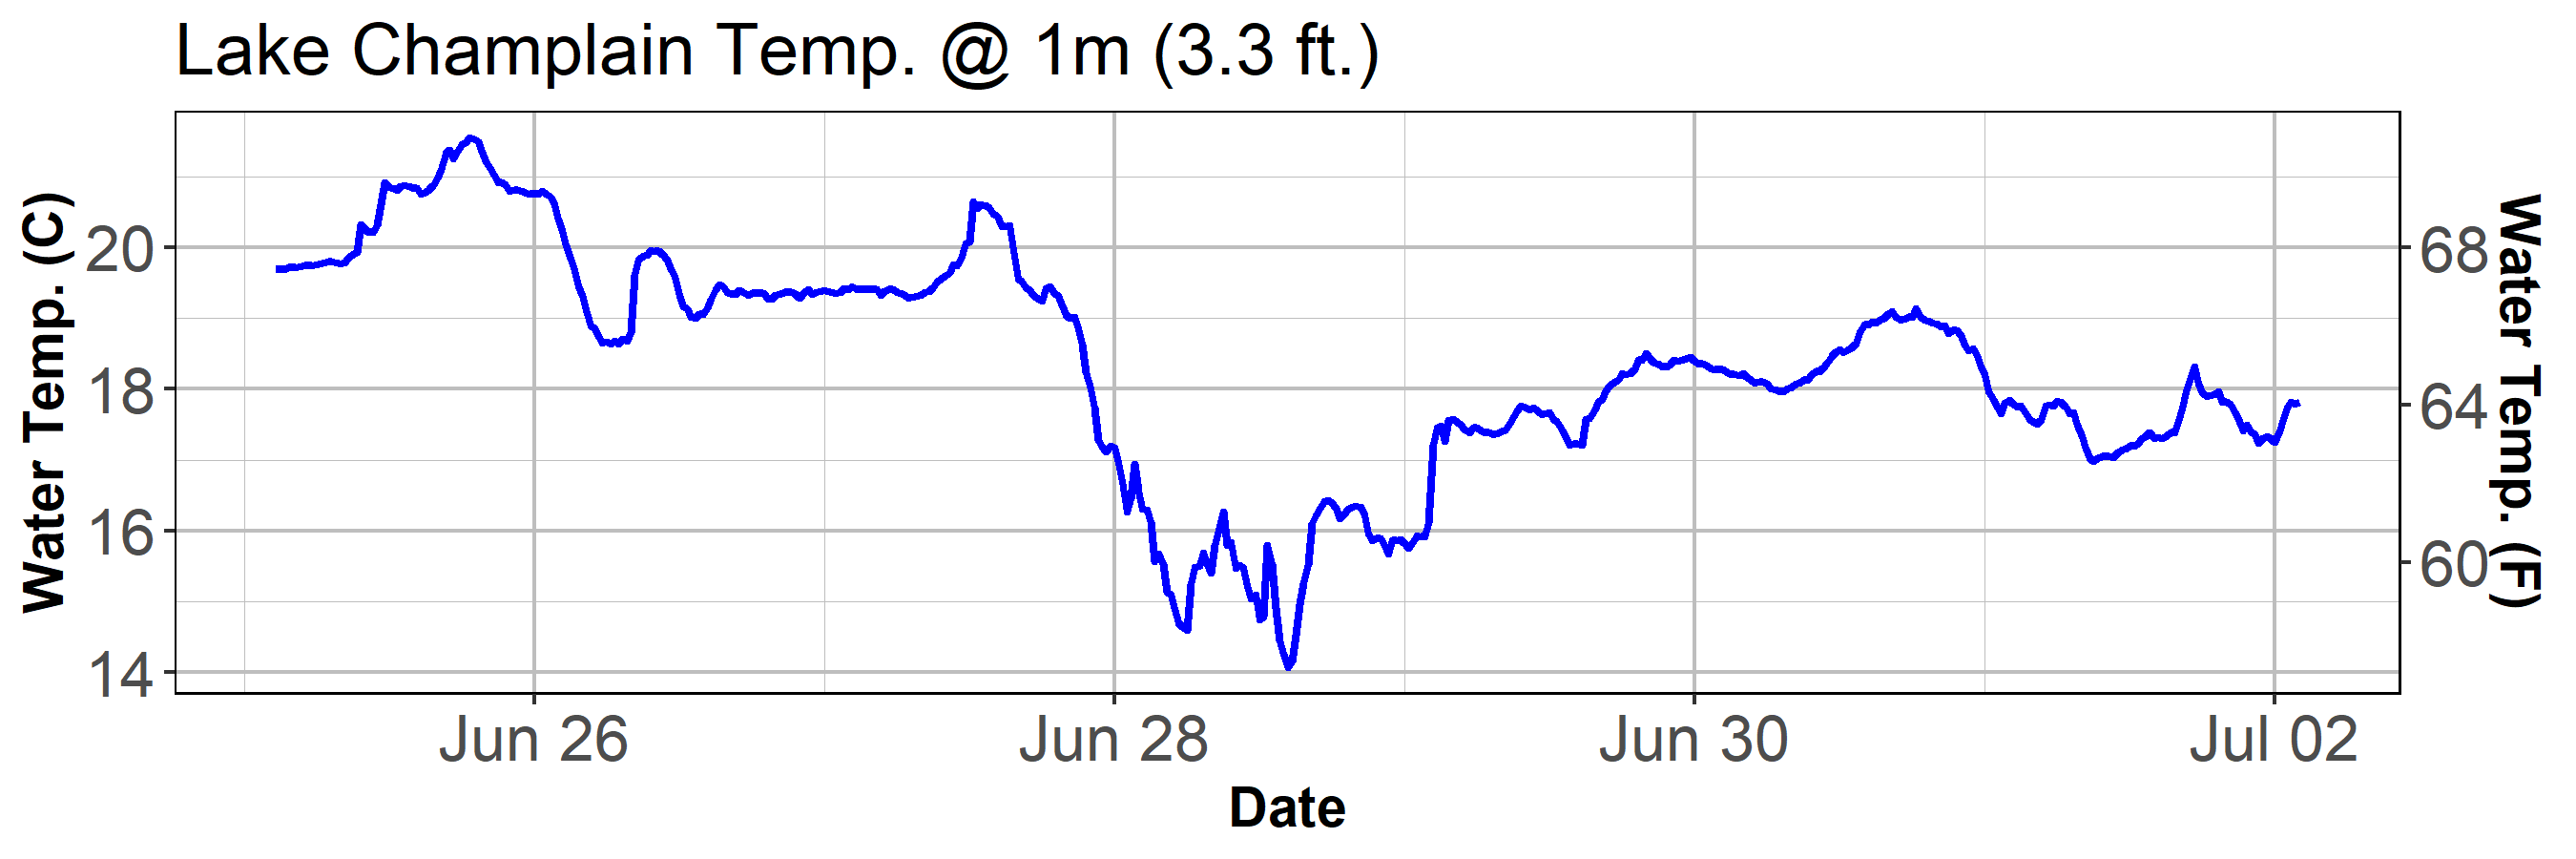 Lake Champlain Temp. @ 1m (3.3 ft.)
Water Temp. (C)
20
18
16
14
68
64
60
Water Temp. (F)
Jun 26
Jun 28
Jun 30
Jul 02
Date